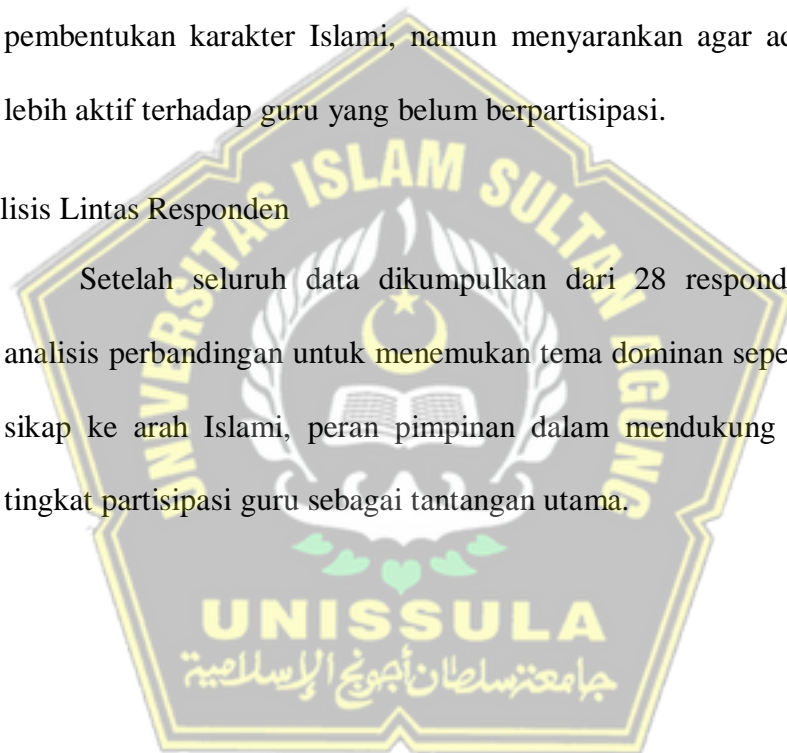 pembentukan karakter Islami, namun menyarankan agar ad
lebih aktif terhadap guru yang belum berpartisipasi.
lisis Lintas Responden
Setelah seluruh data dikumpulkan dari 28 respond
analisis perbandingan untuk menemukan tema dominan sepe
sikap ke arah Islami, peran pimpinan dalam mendukung
tingkat partisipasi guru sebagai tantangan utama.
UNIVERSITAS ISLAM SULTAN AGUNG
UNISSULA
جامعة سلطان أجونج الإسلامية